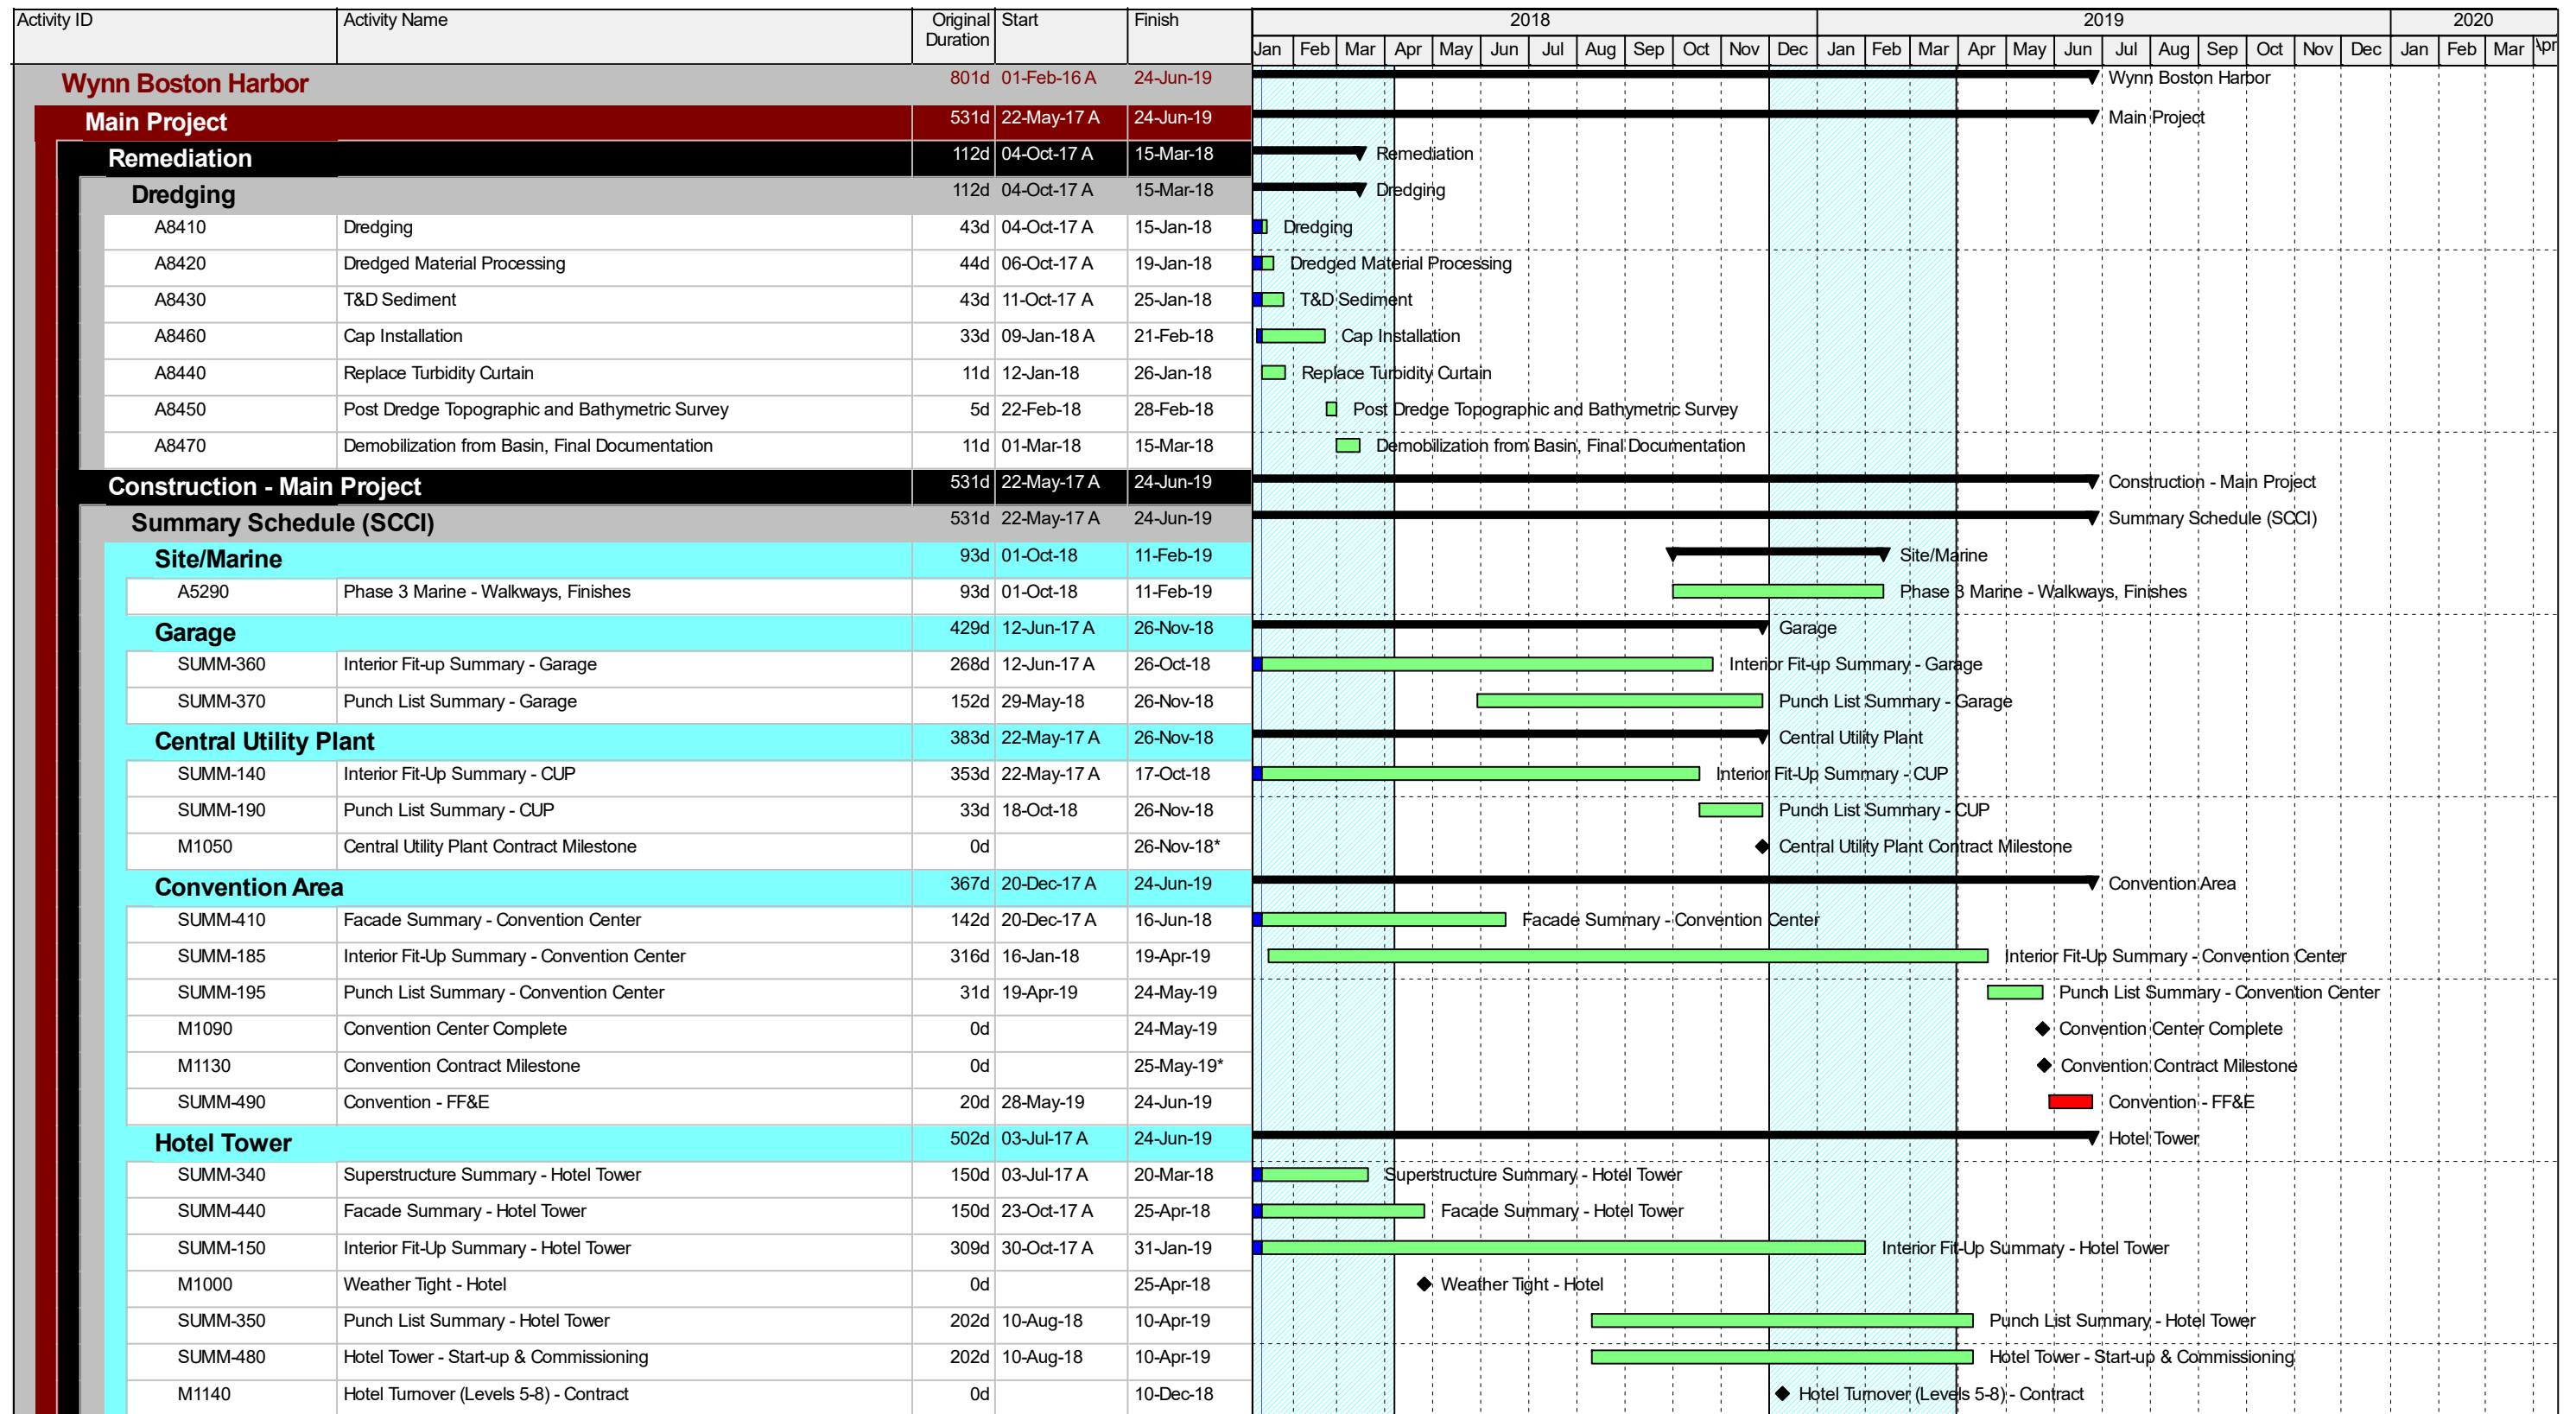 Activity ID Activity Name Original Start Finish 2018 2019 2020
Duration Jan Feb Mar Apr May Jun Jul Aug Sep Oct Nov Dec Jan Feb Mar Apr May Jun Jul Aug Sep Oct Nov Dec Jan Feb Mar Apr
Wynn Boston Harbor 801d 01-Feb-16 A 24-Jun-19 Wynn Boston Harbor
Main Project 531d 22-May-17 A 24-Jun-19 Main Project
Remediation 112d 04-Oct-17 A 15-Mar-18 Remediation
Dredging 112d 04-Oct-17 A 15-Mar-18 Dredging
A8410 Dredging 43d 04-Oct-17 A 15-Jan-18 Dredging
A8420 Dredged Material Processing 44d 06-Oct-17 A 19-Jan-18 Dredged Material Processing
A8430 T&D Sediment 43d 11-Oct-17 A 25-Jan-18 T&D Sediment
A8460 Cap Installation 33d 09-Jan-18 A 21-Feb-18 Cap Installation
A8440 Replace Turbidity Curtain 11d 12-Jan-18 26-Jan-18 Replace Turbidity Curtain
A8450 Post Dredge Topographic and Bathymetric Survey 5d 22-Feb-18 28-Feb-18 Post Dredge Topographic and Bathymetric Survey
A8470 Demobilization from Basin, Final Documentation 11d 01-Mar-18 15-Mar-18 Demobilization from Basin, Final Documentation
Construction - Main Project 531d 22-May-17 A 24-Jun-19 Construction - Main Project
Summary Schedule (SCCI) 531d 22-May-17 A 24-Jun-19 Summary Schedule (SCCI)
Site/Marine 93d 01-Oct-18 11-Feb-19 Site/Marine
A5290 Phase 3 Marine - Walkways, Finishes 93d 01-Oct-18 11-Feb-19 Phase 3 Marine - Walkways, Finishes
Garage 429d 12-Jun-17 A 26-Nov-18 Garage
SUMM-360 Interior Fit-up Summary - Garage 268d 12-Jun-17 A 26-Oct-18 Interior Fit-up Summary - Garage
SUMM-370 Punch List Summary - Garage 152d 29-May-18 26-Nov-18 Punch List Summary - Garage
Central Utility Plant 383d 22-May-17 A 26-Nov-18 Central Utility Plant
SUMM-140 Interior Fit-Up Summary - CUP 353d 22-May-17 A 17-Oct-18 Interior Fit-Up Summary - CUP
SUMM-190 Punch List Summary - CUP 33d 18-Oct-18 26-Nov-18 Punch List Summary - CUP
M1050 Central Utility Plant Contract Milestone 0d 26-Nov-18* Central Utility Plant Contract Milestone
Convention Area 367d 20-Dec-17 A 24-Jun-19 Convention Area
SUMM-410 Facade Summary - Convention Center 142d 20-Dec-17 A 16-Jun-18 Facade Summary - Convention Center
SUMM-185 Interior Fit-Up Summary - Convention Center 316d 16-Jan-18 19-Apr-19 Interior Fit-Up Summary - Convention Center
SUMM-195 Punch List Summary - Convention Center 31d 19-Apr-19 24-May-19 Punch List Summary - Convention Center
M1090 Convention Center Complete 0d 24-May-19 Convention Center Complete
M1130 Convention Contract Milestone 0d 25-May-19* Convention Contract Milestone
SUMM-490 Convention - FF&E 20d 28-May-19 24-Jun-19 Convention - FF&E
Hotel Tower 502d 03-Jul-17 A 24-Jun-19 Hotel Tower
SUMM-340 Superstructure Summary - Hotel Tower 150d 03-Jul-17 A 20-Mar-18 Superstructure Summary - Hotel Tower
SUMM-440 Facade Summary - Hotel Tower 150d 23-Oct-17 A 25-Apr-18 Facade Summary - Hotel Tower
SUMM-150 Interior Fit-Up Summary - Hotel Tower 309d 30-Oct-17 A 31-Jan-19 Interior Fit-Up Summary - Hotel Tower
M1000 Weather Tight - Hotel 0d 25-Apr-18 Weather Tight - Hotel
SUMM-350 Punch List Summary - Hotel Tower 202d 10-Aug-18 10-Apr-19 Punch List Summary - Hotel Tower
SUMM-480 Hotel Tower - Start-up & Commissioning 202d 10-Aug-18 10-Apr-19 Hotel Tower - Start-up & Commissioning
M1140 Hotel Turnover (Levels 5-8) - Contract 0d 10-Dec-18 Hotel Turnover (Levels 5-8) - Contract